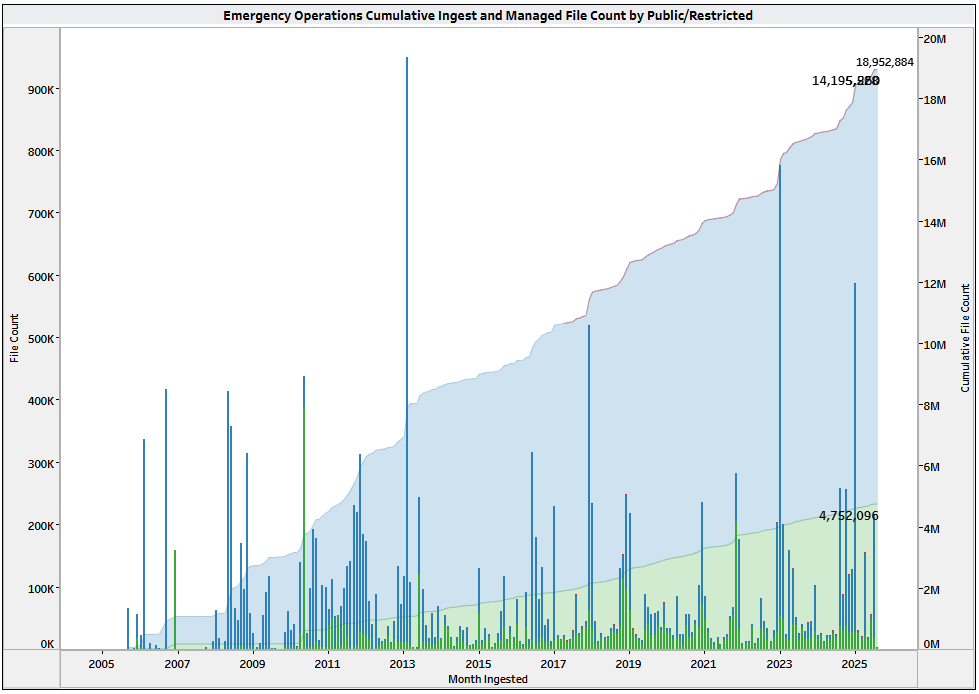 Emergency Operations Cumulative Ingest and Managed File Count by Public/Restricted
20M
18,952,884
900K
18M
800K
16M
700K
14M
600K
12M
500K
10M
400K
8M
300K
6M
4,752,096
200K
4M
100K
2M
0K
0M
File Count
Cumulative File Count
2005
2007
2009
2011
2013
2015
2017
2019
2021
2023
2025
Month Ingested